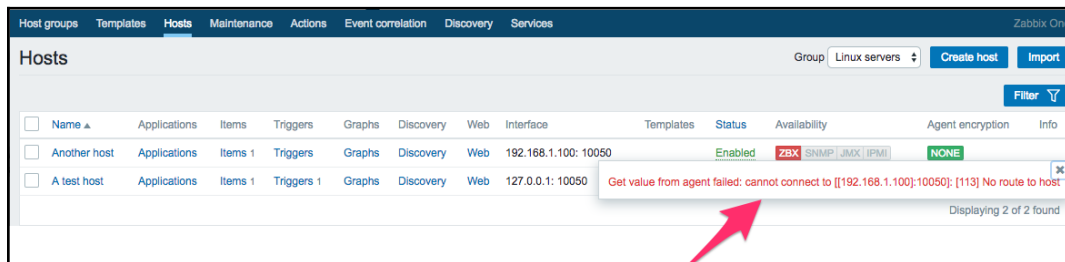 Host groups Templates Hosts Maintenance Actions Event correlation Discovery Services Zabbix On
Hosts Group Linux servers Create host Import
Filter
Name Applications Items Triggers Graphs Discovery Web Interface Templates Status Availability Agent encryption Info
Another host Applications Items 1 Triggers Graphs Discovery Web 192.168.1.100: 10050 Enabled ZBX SNMP JMX IPMI NONE
A test host Applications Items 1 Triggers 1 Graphs Discovery Web 127.0.0.1: 10050
Get value from agent failed: cannot connect to [[192.168.1.100]:10050]: [113] No route to host
Displaying 2 of 2 found